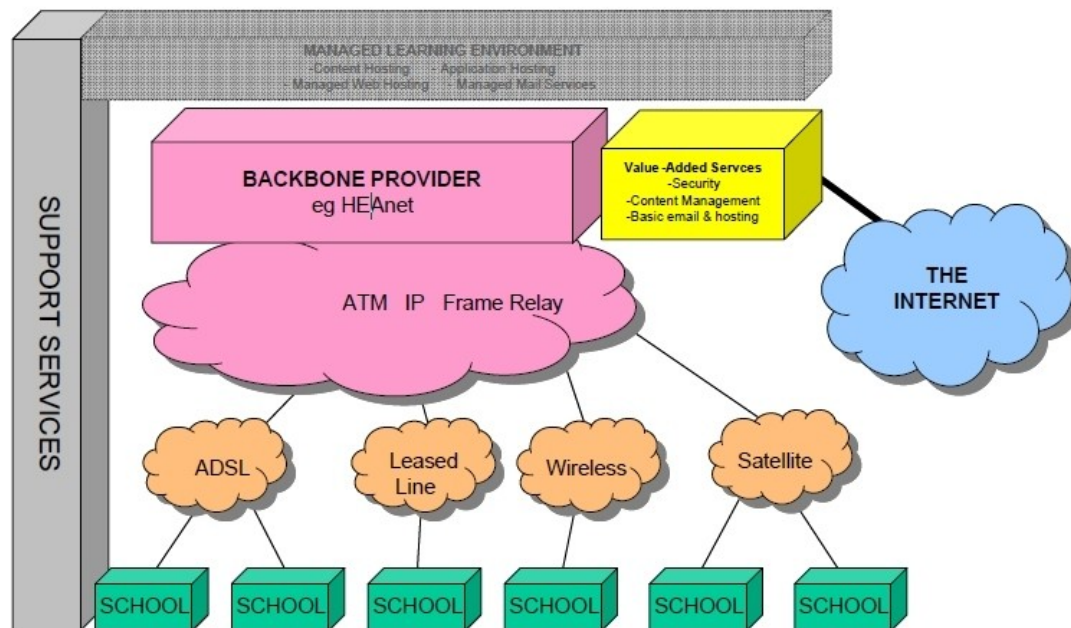 MANAGED LEARNING ENVIRONMENT
-Content Hosting - Application Hosting
- Managed Web Hosting - Managed Mail Services
SUPPORT SERVICES
BACKBONE PROVIDER
eg HEAnet
Value -Added Servces
-Security
-Content Management
-Basic email & hosting
THE
INTERNET
ATM IP Frame Relay
ADSL
Leased
Line
Wireless
Satellite
SCHOOL
SCHOOL
SCHOOL
SCHOOL
SCHOOL
SCHOOL